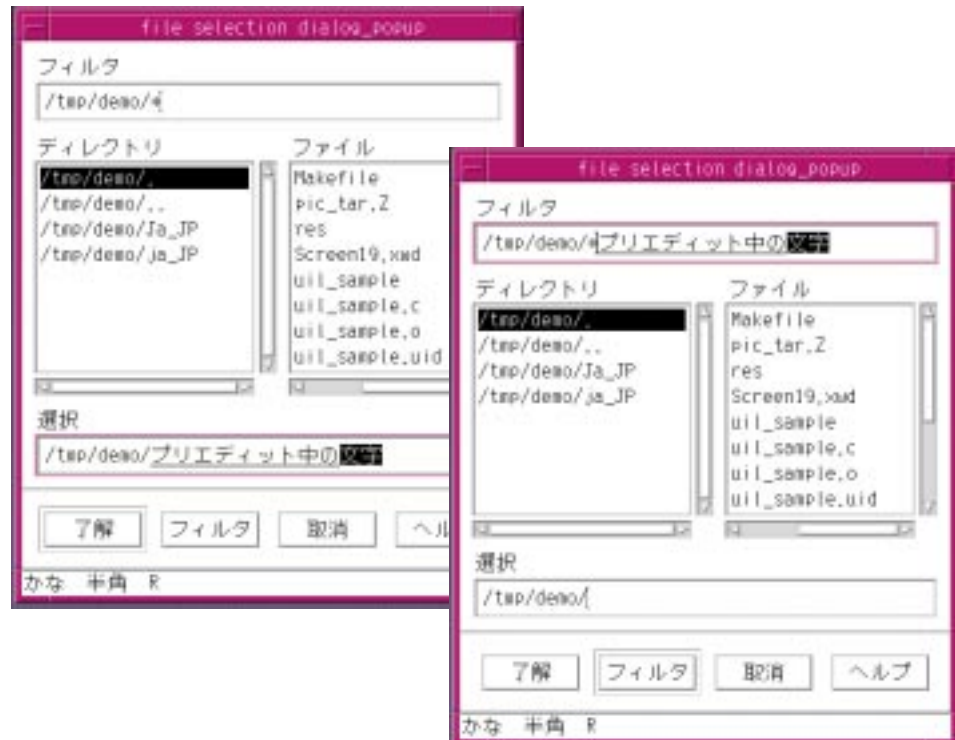 file selection dialog_popup
フィルタ
/tmp/demo/*
ディレクトリ ファイル
/tmp/demo/. Makefile
/tmp/demo/.. pic_tar.Z
/tmp/demo/Ja_JP res
/tmp/demo/ja_JP Screen19.xwd
uil_sample
uil_sample.c
uil_sample.o
uil_sample.uid
選択
/tmp/demo/プリエディット中の文字
了解 フィルタ 取消
かな 半角 R
file selection dialog_popup
フィルタ
/tmp/demo/*プリエディット中の文字
ディレクトリ ファイル
/tmp/demo/. Makefile
/tmp/demo/.. pic_tar.Z
/tmp/demo/Ja_JP res
/tmp/demo/ja_JP Screen19.xwd
uil_sample
uil_sample.c
uil_sample.o
uil_sample.uid
選択
/tmp/demo/
了解 フィルタ 取消 ヘルプ
かな 半角 R